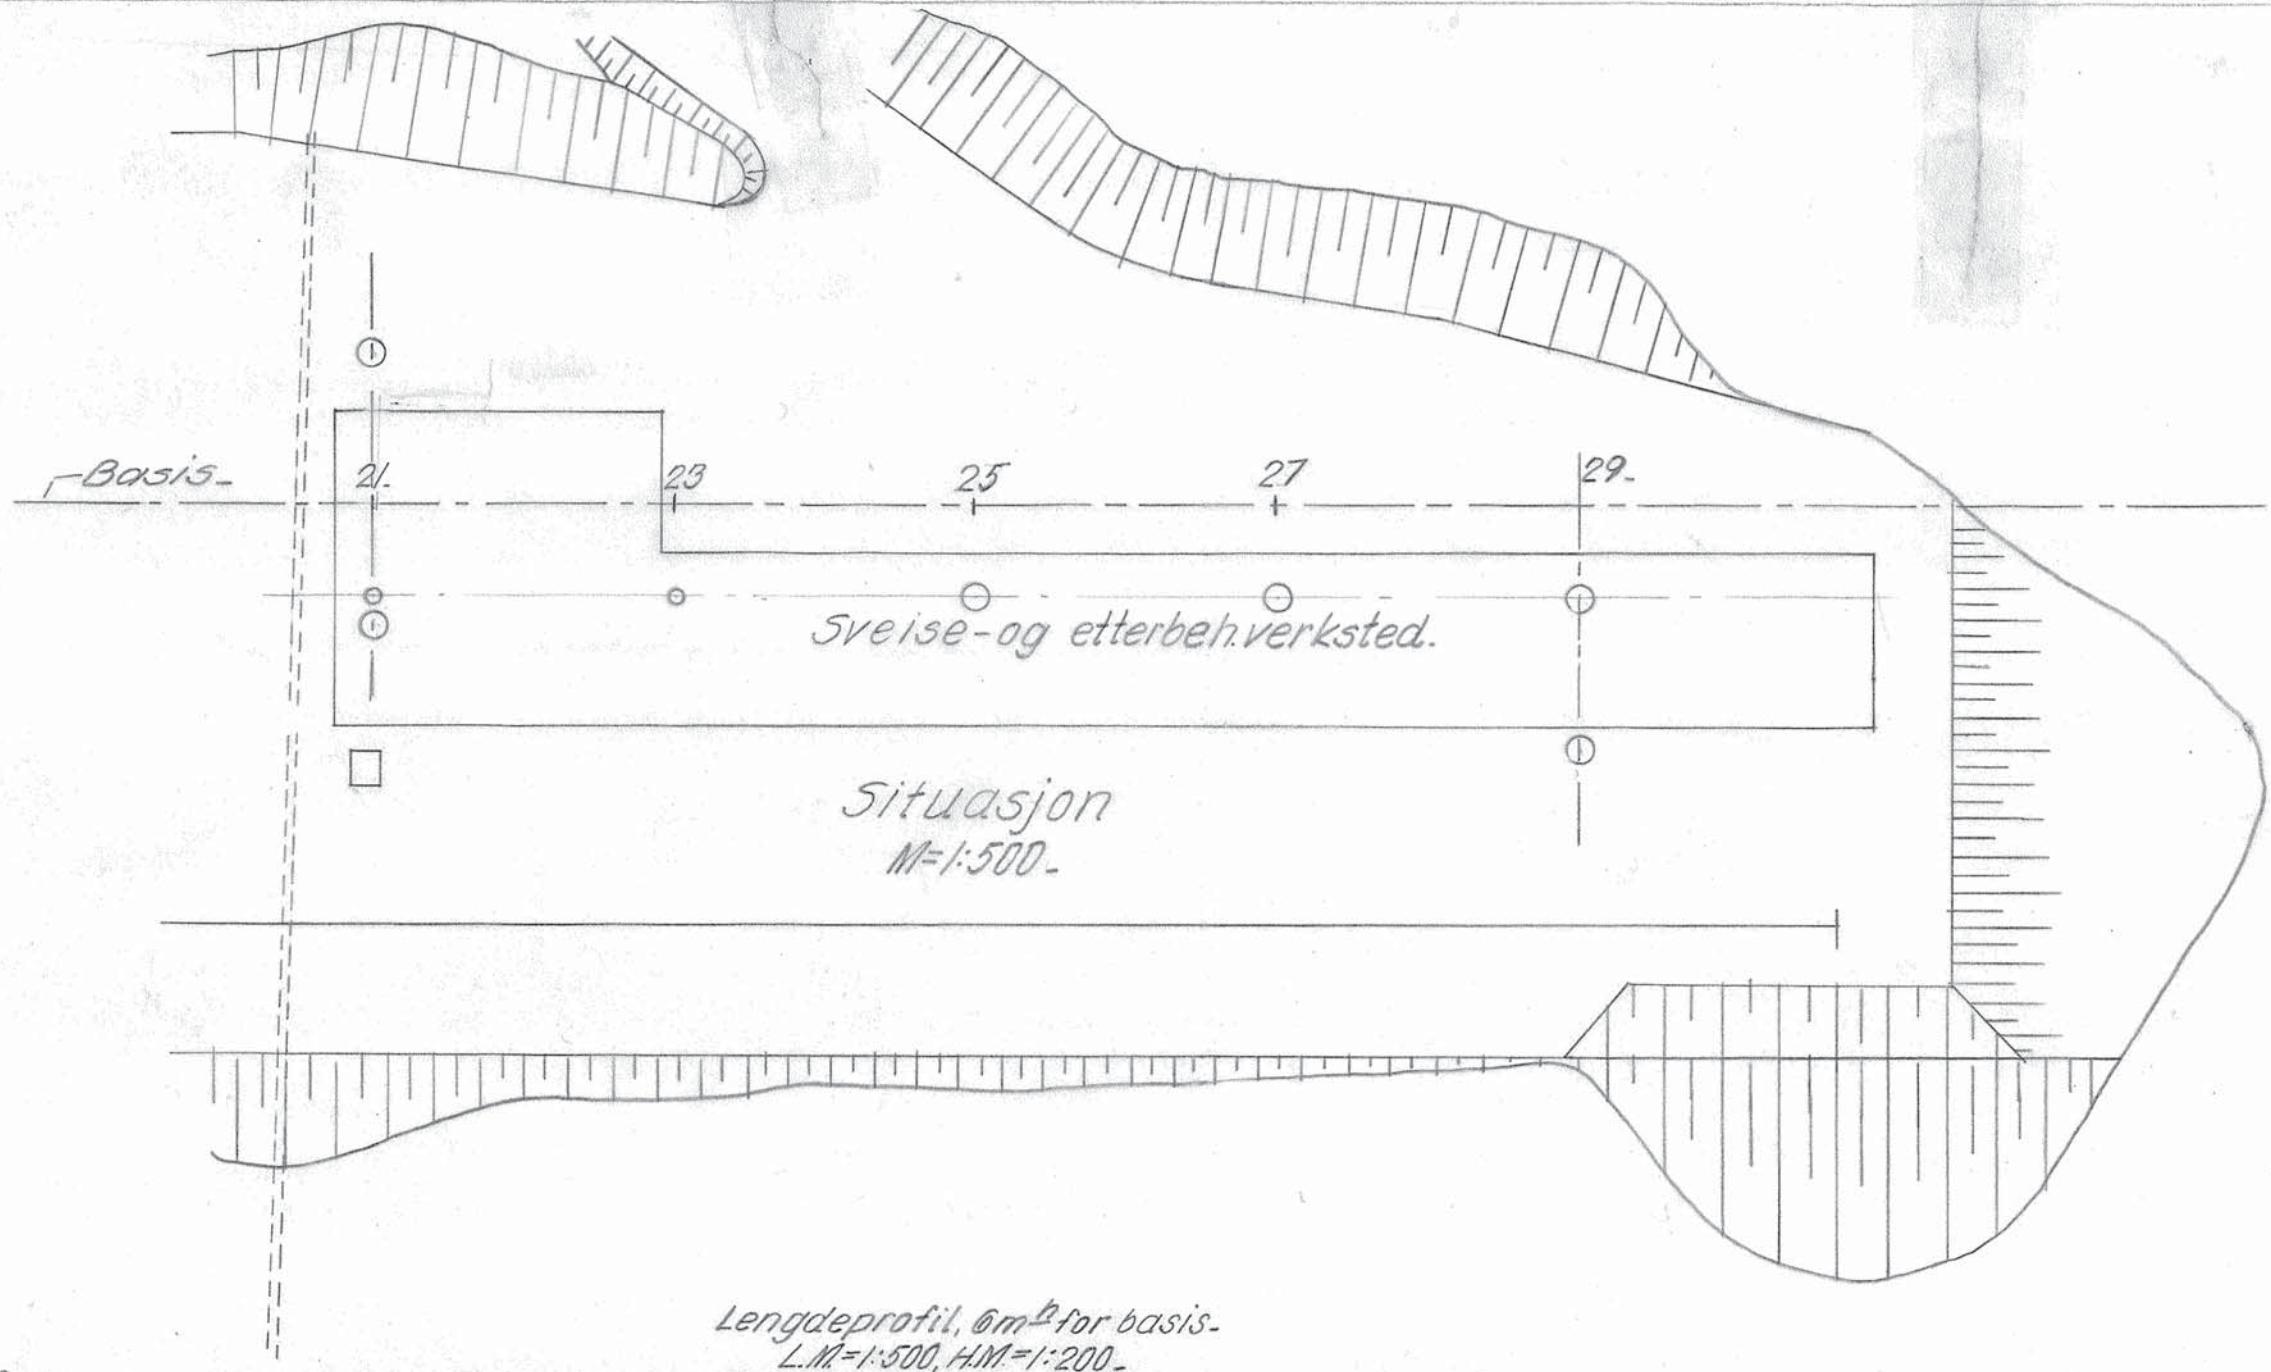 Basis-
21.
23
25
27
29-
Sveise-og etterbeh.verksted.
Situasjon
M=1:500-
Lengdeprofil, 6m h for basis-
L.M.=1:500, H.M.=1:200-